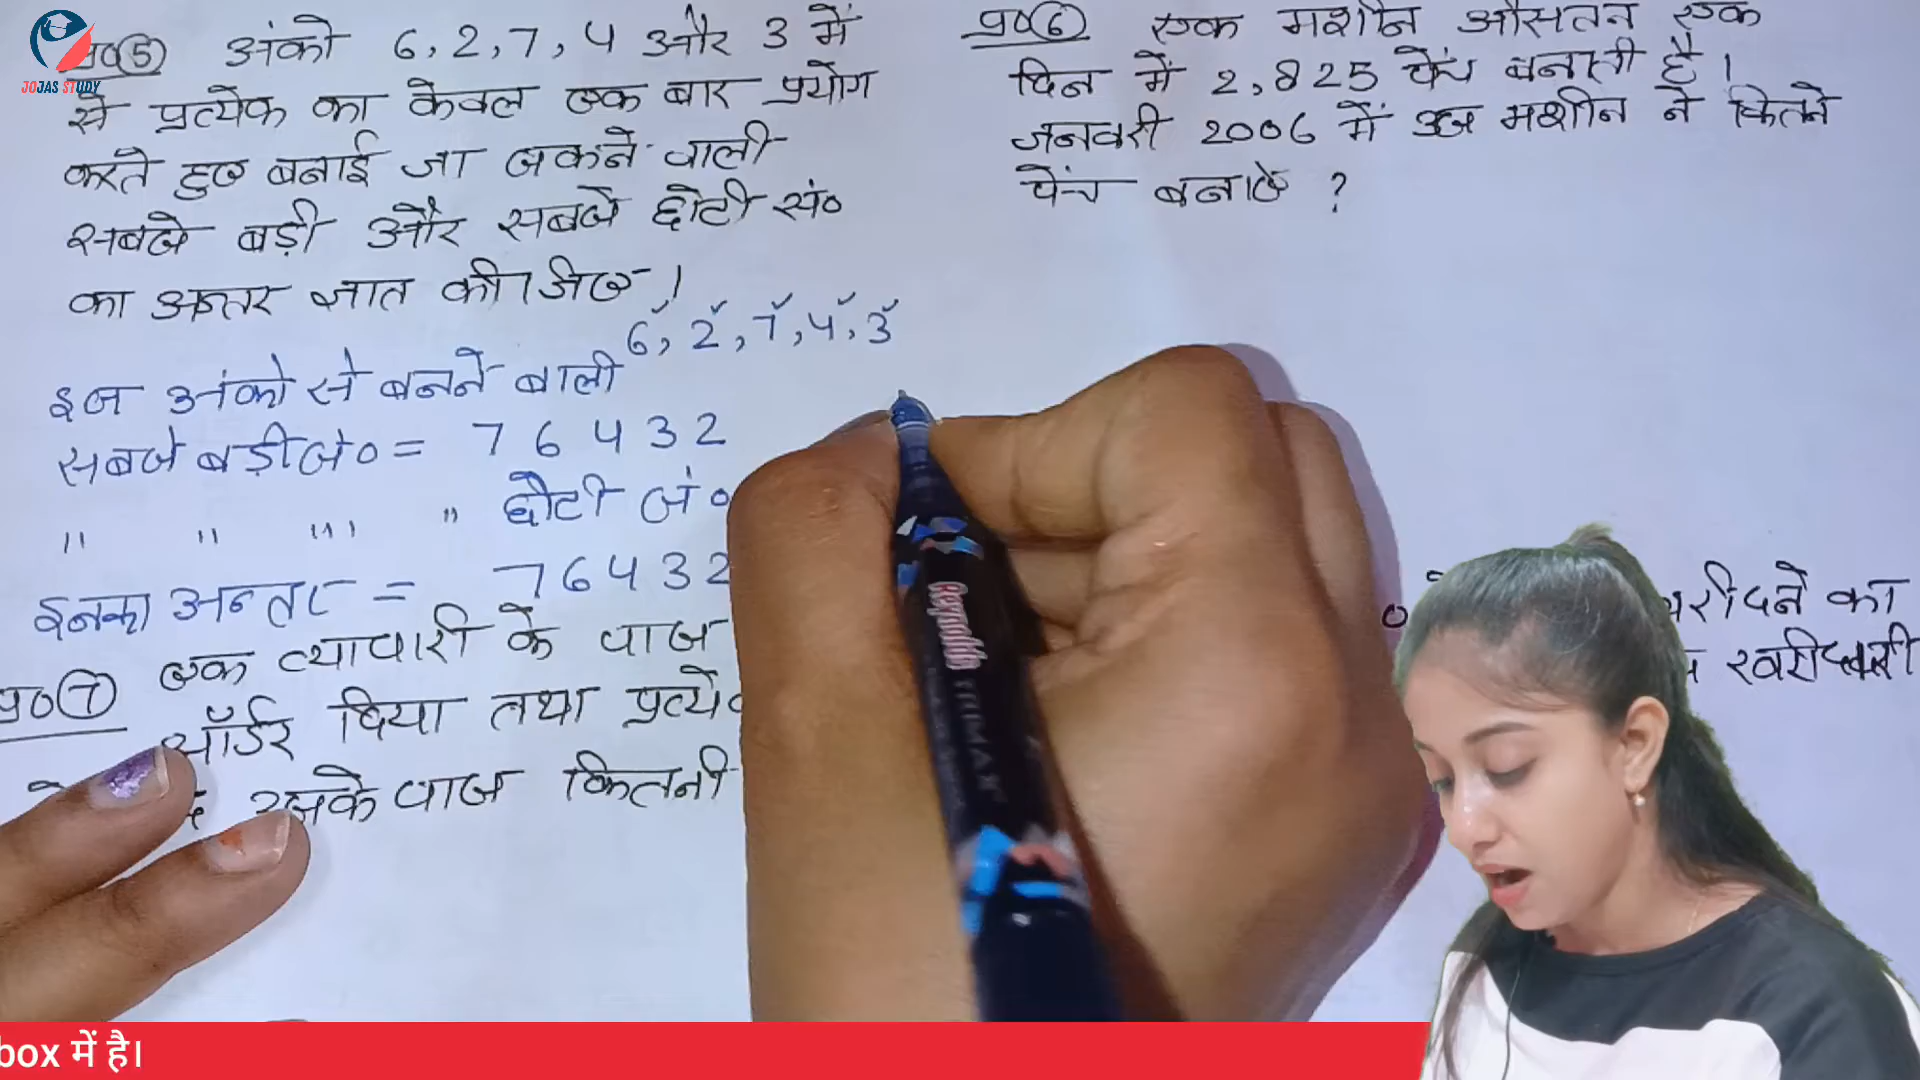 JOJAS STUDY
प्र०⑤ अंको 6, 2, 7, 4 और 3 में
से प्रत्येक का केवल एक बार प्रयोग
करते हुए बनाई जा सकने वाली
सबसे बड़ी और सबसे छोटी सं०
का अन्तर ज्ञात कीजिए।
6, 2, 7, 4, 3
इन अंको से बनने वाली
सबसे बड़ी सं० = 7 6 4 3 2
" " " " छोटी सं०
इनका अन्तर = 7 6 4 3 2
प्र०⑥ एक मशीन औसतन एक
दिन में 2,825 पेंच बनाती है।
जनवरी 2006 में उस मशीन ने कितने
पेंच बनाए ?
प्र०⑦ एक व्यापारी के पास
ऑर्डर दिया तथा
उसके पास कितनी
खरीदने का
खरीददारी
box में है।